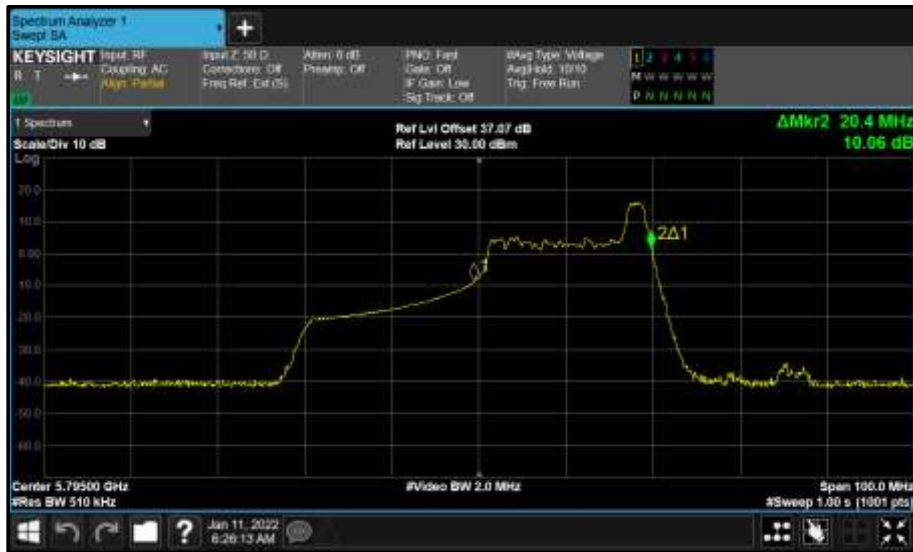 Spectrum Analyzer 1
Swept SA
+
KEYSIGHT
R T
Input: RF
Coupling: AC
Align: Partial
Input Z: 50 Ω
Corrections: Off
Freq Ref: Ext (S)
Atten: 6 dB
Preamp: Off
PNO: Fast
Gate: Off
IF Gain: Low
Sig Track: Off
#Avg Type: Voltage
Avg|Hold: 10/10
Trig: Free Run
1 2 3 4 5 6
M W W W W W
P N N N N N
1 Spectrum
Scale/Div 10 dB
Ref Lvl Offset 37.07 dB
Ref Level 30.00 dBm
ΔMkr2 20.4 MHz
10.06 dB
Log
20.0
10.0
0.00
-10.0
-20.0
-30.0
-40.0
-50.0
-60.0
2Δ1
Center 5.79500 GHz
#Res BW 510 kHz
#Video BW 2.0 MHz
Span 100.0 MHz
#Sweep 1.00 s (1001 pts)
?
Jan 11, 2022
6:26:13 AM